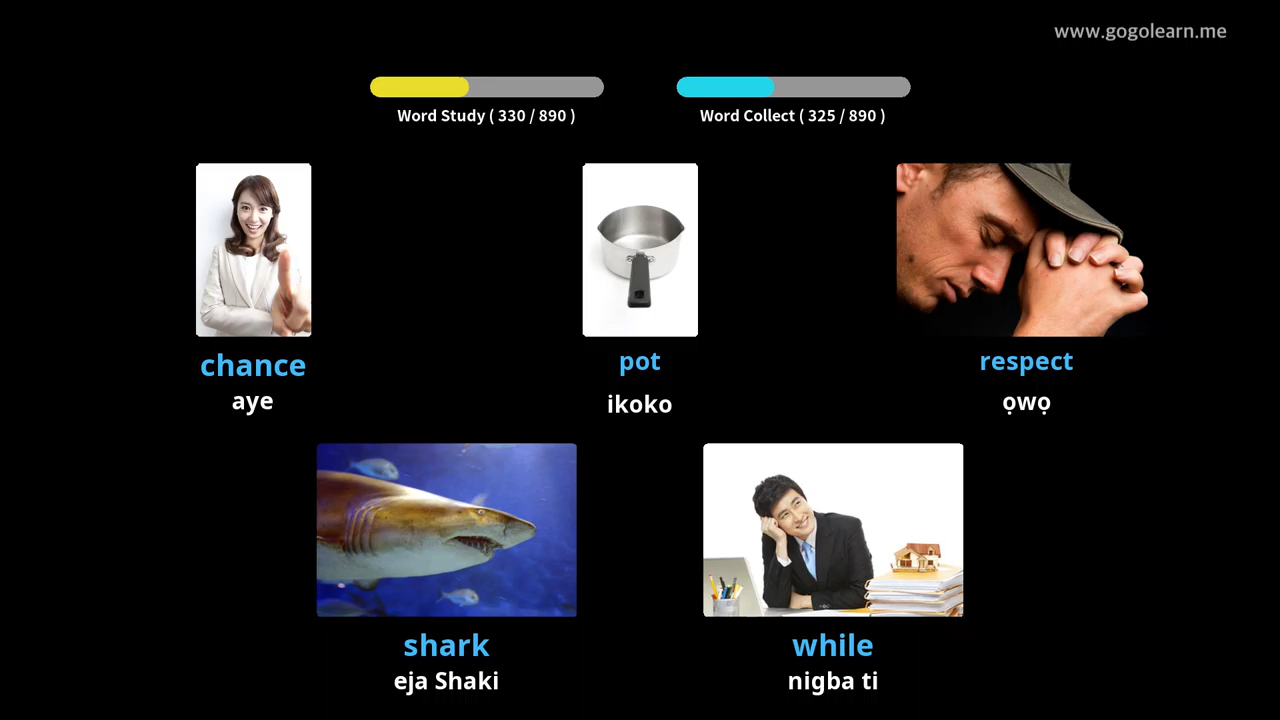 www.gogolearn.me
Word Study ( 330 / 890 )
Word Collect ( 325 / 890 )
chance
aye
pot
ikoko
respect
ọwọ
shark
eja Shaki
while
nigba ti